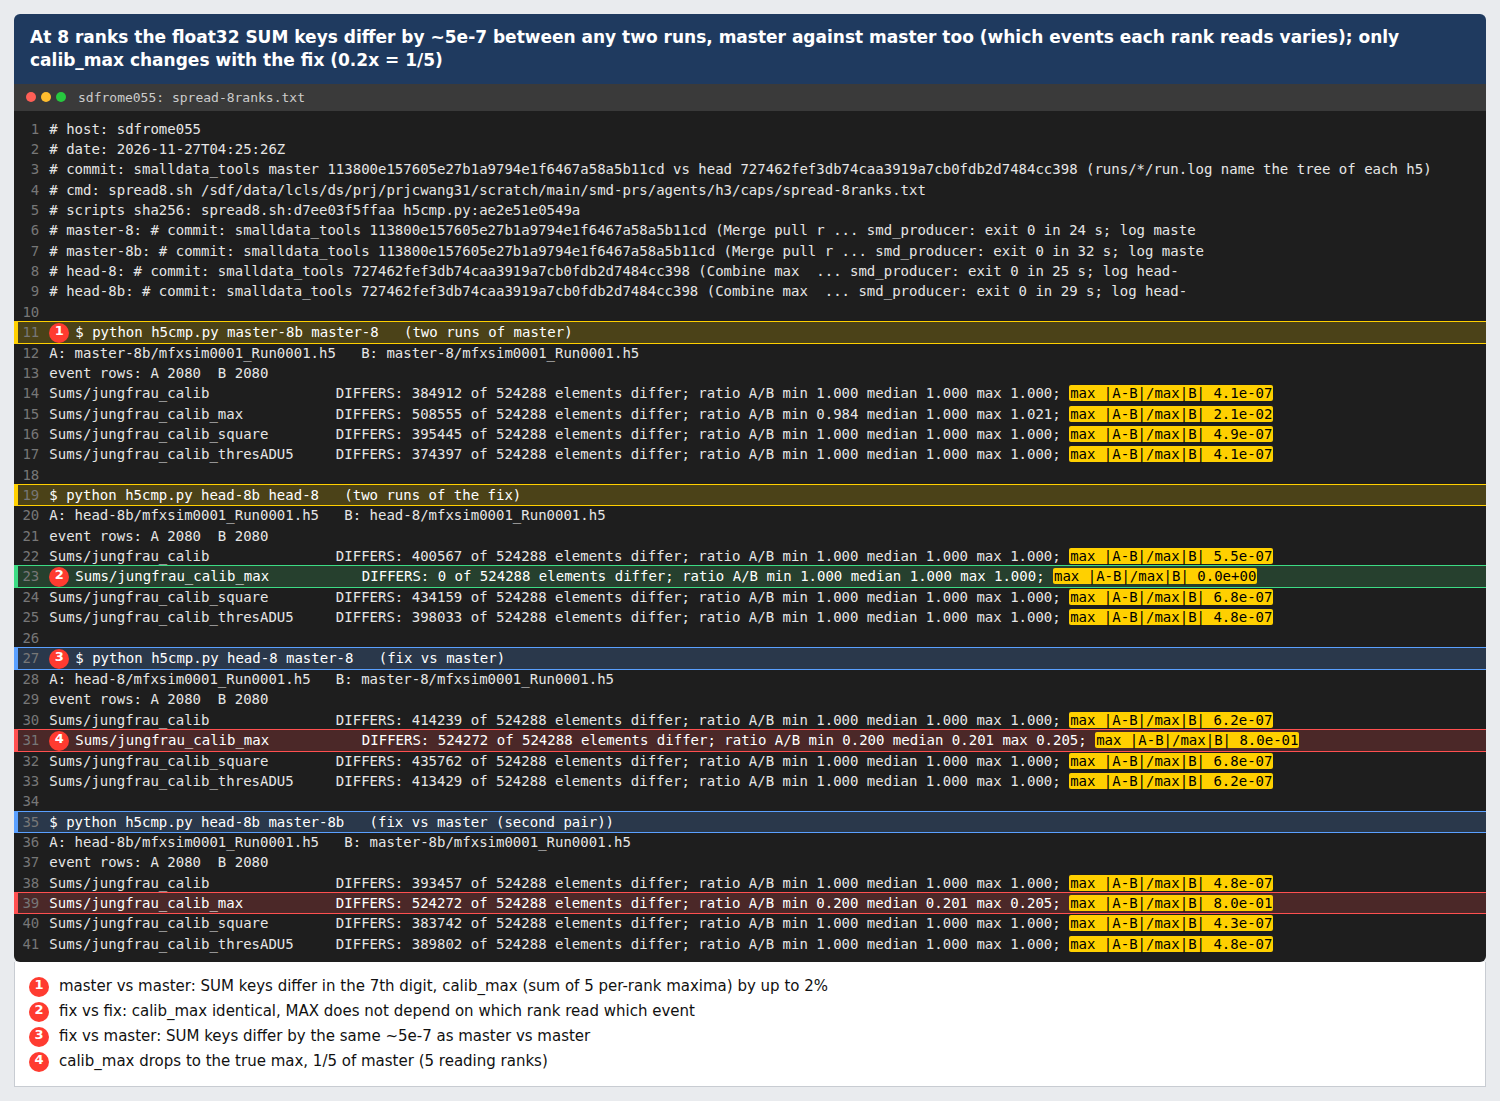 At 8 ranks the float32 SUM keys differ by ~5e-7 between any two runs, master against master too (which events each rank reads varies); only
calib_max changes with the fix (0.2x = 1/5)
sdfrome055: spread-8ranks.txt
1 # host: sdfrome055
2 # date: 2026-11-27T04:25:26Z
3 # commit: smalldata_tools master 113800e157605e27b1a9794e1f6467a58a5b11cd vs head 727462fef3db74caa3919a7cb0fdb2d7484cc398 (runs/*/run.log name the tree of each h5)
4 # cmd: spread8.sh /sdf/data/lcls/ds/prj/prjcwang31/scratch/main/smd-prs/agents/h3/caps/spread-8ranks.txt
5 # scripts sha256: spread8.sh:d7ee03f5ffaa h5cmp.py:ae2e51e0549a
6 # master-8: # commit: smalldata_tools 113800e157605e27b1a9794e1f6467a58a5b11cd (Merge pull r ... smd_producer: exit 0 in 24 s; log maste
7 # master-8b: # commit: smalldata_tools 113800e157605e27b1a9794e1f6467a58a5b11cd (Merge pull r ... smd_producer: exit 0 in 32 s; log maste
8 # head-8: # commit: smalldata_tools 727462fef3db74caa3919a7cb0fdb2d7484cc398 (Combine max  ... smd_producer: exit 0 in 25 s; log head-
9 # head-8b: # commit: smalldata_tools 727462fef3db74caa3919a7cb0fdb2d7484cc398 (Combine max  ... smd_producer: exit 0 in 29 s; log head-
10
11 1 $ python h5cmp.py master-8b master-8   (two runs of master)
12 A: master-8b/mfxsim0001_Run0001.h5   B: master-8/mfxsim0001_Run0001.h5
13 event rows: A 2080  B 2080
14 Sums/jungfrau_calib               DIFFERS: 384912 of 524288 elements differ; ratio A/B min 1.000 median 1.000 max 1.000; max |A-B|/max|B| 4.1e-07
15 Sums/jungfrau_calib_max           DIFFERS: 508555 of 524288 elements differ; ratio A/B min 0.984 median 1.000 max 1.021; max |A-B|/max|B| 2.1e-02
16 Sums/jungfrau_calib_square        DIFFERS: 395445 of 524288 elements differ; ratio A/B min 1.000 median 1.000 max 1.000; max |A-B|/max|B| 4.9e-07
17 Sums/jungfrau_calib_thresADU5     DIFFERS: 374397 of 524288 elements differ; ratio A/B min 1.000 median 1.000 max 1.000; max |A-B|/max|B| 4.1e-07
18
19 $ python h5cmp.py head-8b head-8   (two runs of the fix)
20 A: head-8b/mfxsim0001_Run0001.h5   B: head-8/mfxsim0001_Run0001.h5
21 event rows: A 2080  B 2080
22 Sums/jungfrau_calib               DIFFERS: 400567 of 524288 elements differ; ratio A/B min 1.000 median 1.000 max 1.000; max |A-B|/max|B| 5.5e-07
23 2 Sums/jungfrau_calib_max           DIFFERS: 0 of 524288 elements differ; ratio A/B min 1.000 median 1.000 max 1.000; max |A-B|/max|B| 0.0e+00
24 Sums/jungfrau_calib_square        DIFFERS: 434159 of 524288 elements differ; ratio A/B min 1.000 median 1.000 max 1.000; max |A-B|/max|B| 6.8e-07
25 Sums/jungfrau_calib_thresADU5     DIFFERS: 398033 of 524288 elements differ; ratio A/B min 1.000 median 1.000 max 1.000; max |A-B|/max|B| 4.8e-07
26
27 3 $ python h5cmp.py head-8 master-8   (fix vs master)
28 A: head-8/mfxsim0001_Run0001.h5   B: master-8/mfxsim0001_Run0001.h5
29 event rows: A 2080  B 2080
30 Sums/jungfrau_calib               DIFFERS: 414239 of 524288 elements differ; ratio A/B min 1.000 median 1.000 max 1.000; max |A-B|/max|B| 6.2e-07
31 4 Sums/jungfrau_calib_max           DIFFERS: 524272 of 524288 elements differ; ratio A/B min 0.200 median 0.201 max 0.205; max |A-B|/max|B| 8.0e-01
32 Sums/jungfrau_calib_square        DIFFERS: 435762 of 524288 elements differ; ratio A/B min 1.000 median 1.000 max 1.000; max |A-B|/max|B| 6.8e-07
33 Sums/jungfrau_calib_thresADU5     DIFFERS: 413429 of 524288 elements differ; ratio A/B min 1.000 median 1.000 max 1.000; max |A-B|/max|B| 6.2e-07
34
35 $ python h5cmp.py head-8b master-8b   (fix vs master (second pair))
36 A: head-8b/mfxsim0001_Run0001.h5   B: master-8b/mfxsim0001_Run0001.h5
37 event rows: A 2080  B 2080
38 Sums/jungfrau_calib               DIFFERS: 393457 of 524288 elements differ; ratio A/B min 1.000 median 1.000 max 1.000; max |A-B|/max|B| 4.8e-07
39 Sums/jungfrau_calib_max           DIFFERS: 524272 of 524288 elements differ; ratio A/B min 0.200 median 0.201 max 0.205; max |A-B|/max|B| 8.0e-01
40 Sums/jungfrau_calib_square        DIFFERS: 383742 of 524288 elements differ; ratio A/B min 1.000 median 1.000 max 1.000; max |A-B|/max|B| 4.3e-07
41 Sums/jungfrau_calib_thresADU5     DIFFERS: 389802 of 524288 elements differ; ratio A/B min 1.000 median 1.000 max 1.000; max |A-B|/max|B| 4.8e-07
1 master vs master: SUM keys differ in the 7th digit, calib_max (sum of 5 per-rank maxima) by up to 2%
2 fix vs fix: calib_max identical, MAX does not depend on which rank read which event
3 fix vs master: SUM keys differ by the same ~5e-7 as master vs master
4 calib_max drops to the true max, 1/5 of master (5 reading ranks)